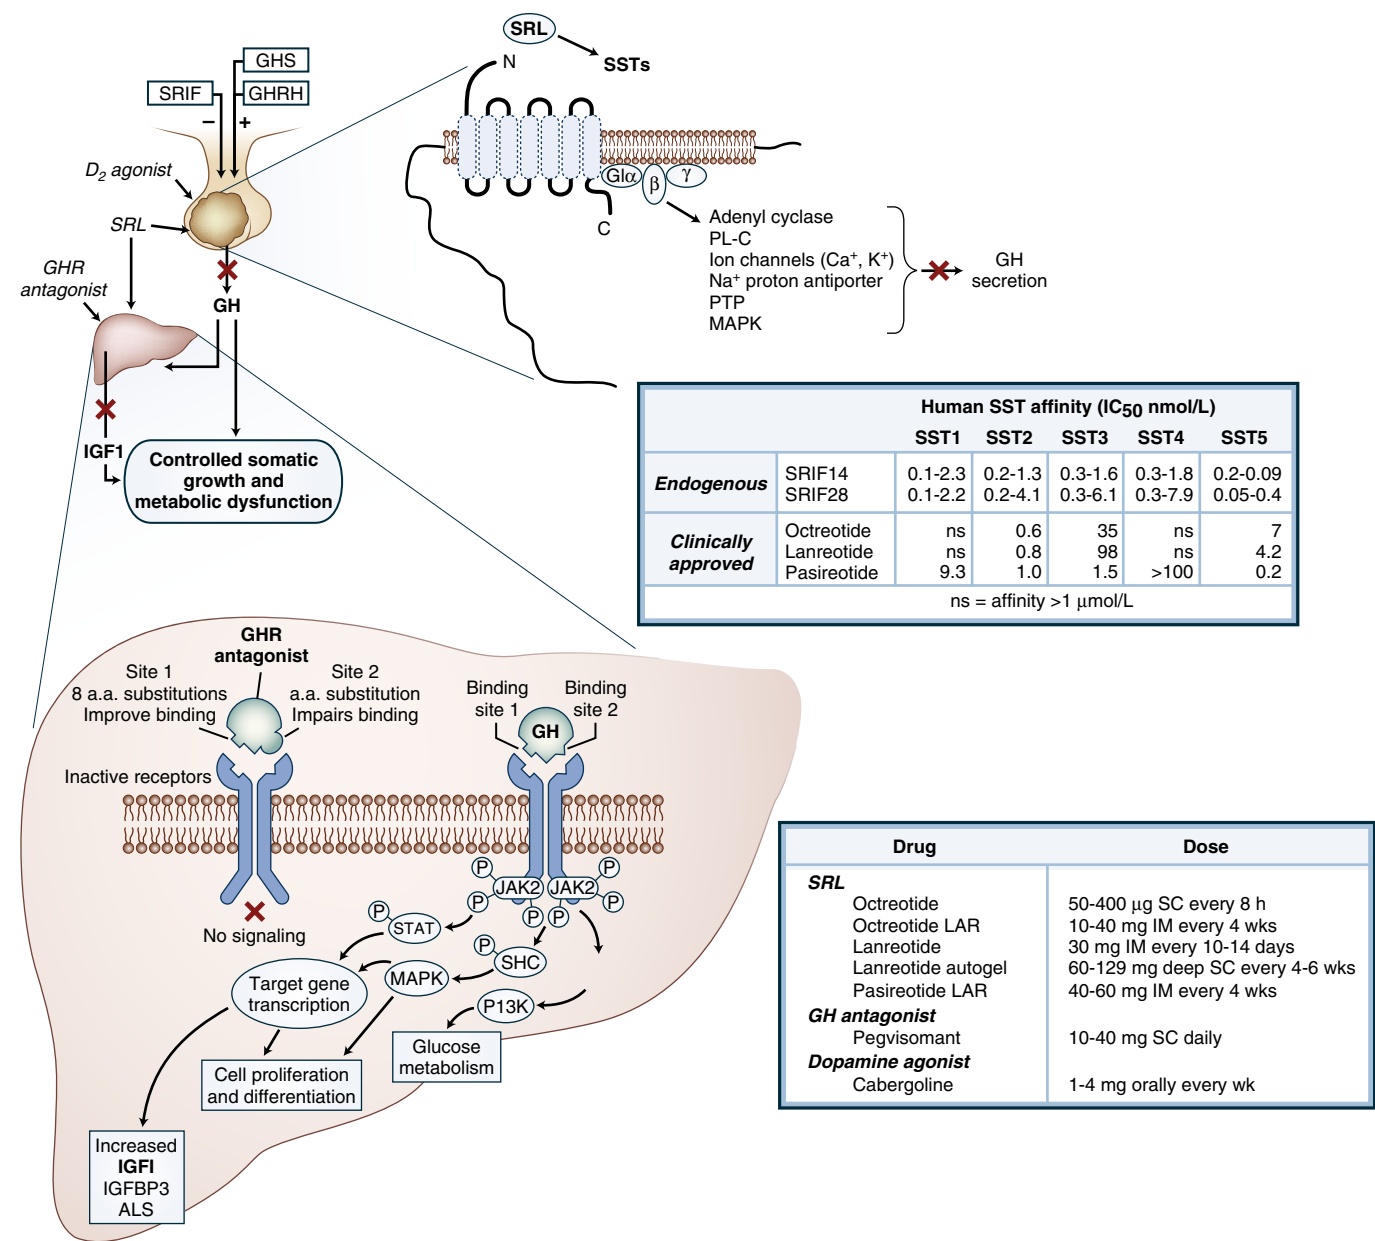 SRL
SSTs
N
GHS
SRIF
GHRH
−
+
D2 agonist
SRL
GHR
antagonist
GH
IGF1
Controlled somatic
growth and
metabolic dysfunction
GIα
β
γ
C
Adenyl cyclase
PL-C
Ion channels (Ca+, K+)
Na+ proton antiporter
PTP
MAPK
GH
secretion
Human SST affinity (IC50 nmol/L)
SST1 SST2 SST3 SST4 SST5
Endogenous
SRIF14 0.1-2.3 0.2-1.3 0.3-1.6 0.3-1.8 0.2-0.09
SRIF28 0.1-2.2 0.2-4.1 0.3-6.1 0.3-7.9 0.05-0.4
Clinically
approved
Octreotide ns 0.6 35 ns 7
Lanreotide ns 0.8 98 ns 4.2
Pasireotide 9.3 1.0 1.5 >100 0.2
ns = affinity >1 μmol/L
GHR
antagonist
Site 1
8 a.a. substitutions
Improve binding
Site 2
a.a. substitution
Impairs binding
Binding
site 1
Binding
site 2
GH
Inactive receptors
No signaling
P
P
JAK2
P
P
JAK2
P
P
P
STAT
P
SHC
MAPK
P13K
Target gene
transcription
Glucose
metabolism
Cell proliferation
and differentiation
Increased
IGFI
IGFBP3
ALS
Drug Dose
SRL
Octreotide 50-400 μg SC every 8 h
Octreotide LAR 10-40 mg IM every 4 wks
Lanreotide 30 mg IM every 10-14 days
Lanreotide autogel 60-129 mg deep SC every 4-6 wks
Pasireotide LAR 40-60 mg IM every 4 wks
GH antagonist
Pegvisomant 10-40 mg SC daily
Dopamine agonist
Cabergoline 1-4 mg orally every wk